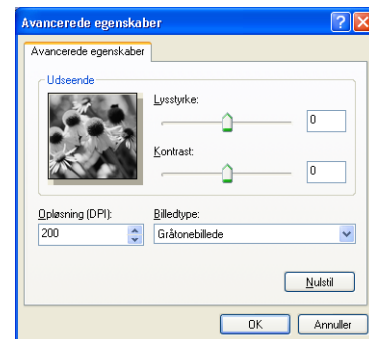 Avancerede egenskaber
Avancerede egenskaber
Udseende
Lysstyrke:
0
Kontrast:
0
Opløsning (DPI):
Billedtype:
200
Gråtonebillede
Nulstil
OK
Annuller